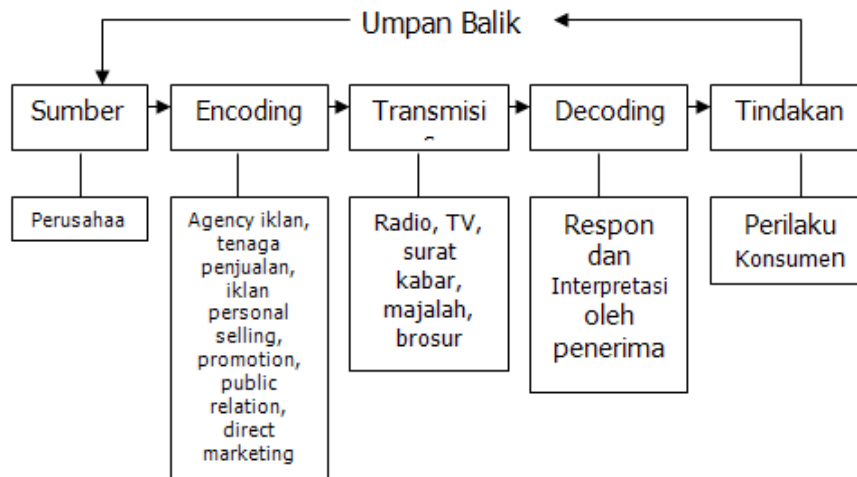 Umpan Balik
Sumber
Encoding
Transmisi
Decoding
Tindakan
Perusahaa
Agency iklan,
tenaga
penjualan,
iklan
personal
selling,
promotion,
public
relation,
direct
marketing
Radio, TV,
surat
kabar,
majalah,
brosur
Respon
dan
Interpretasi
oleh
penerima
Perilaku
Konsumen